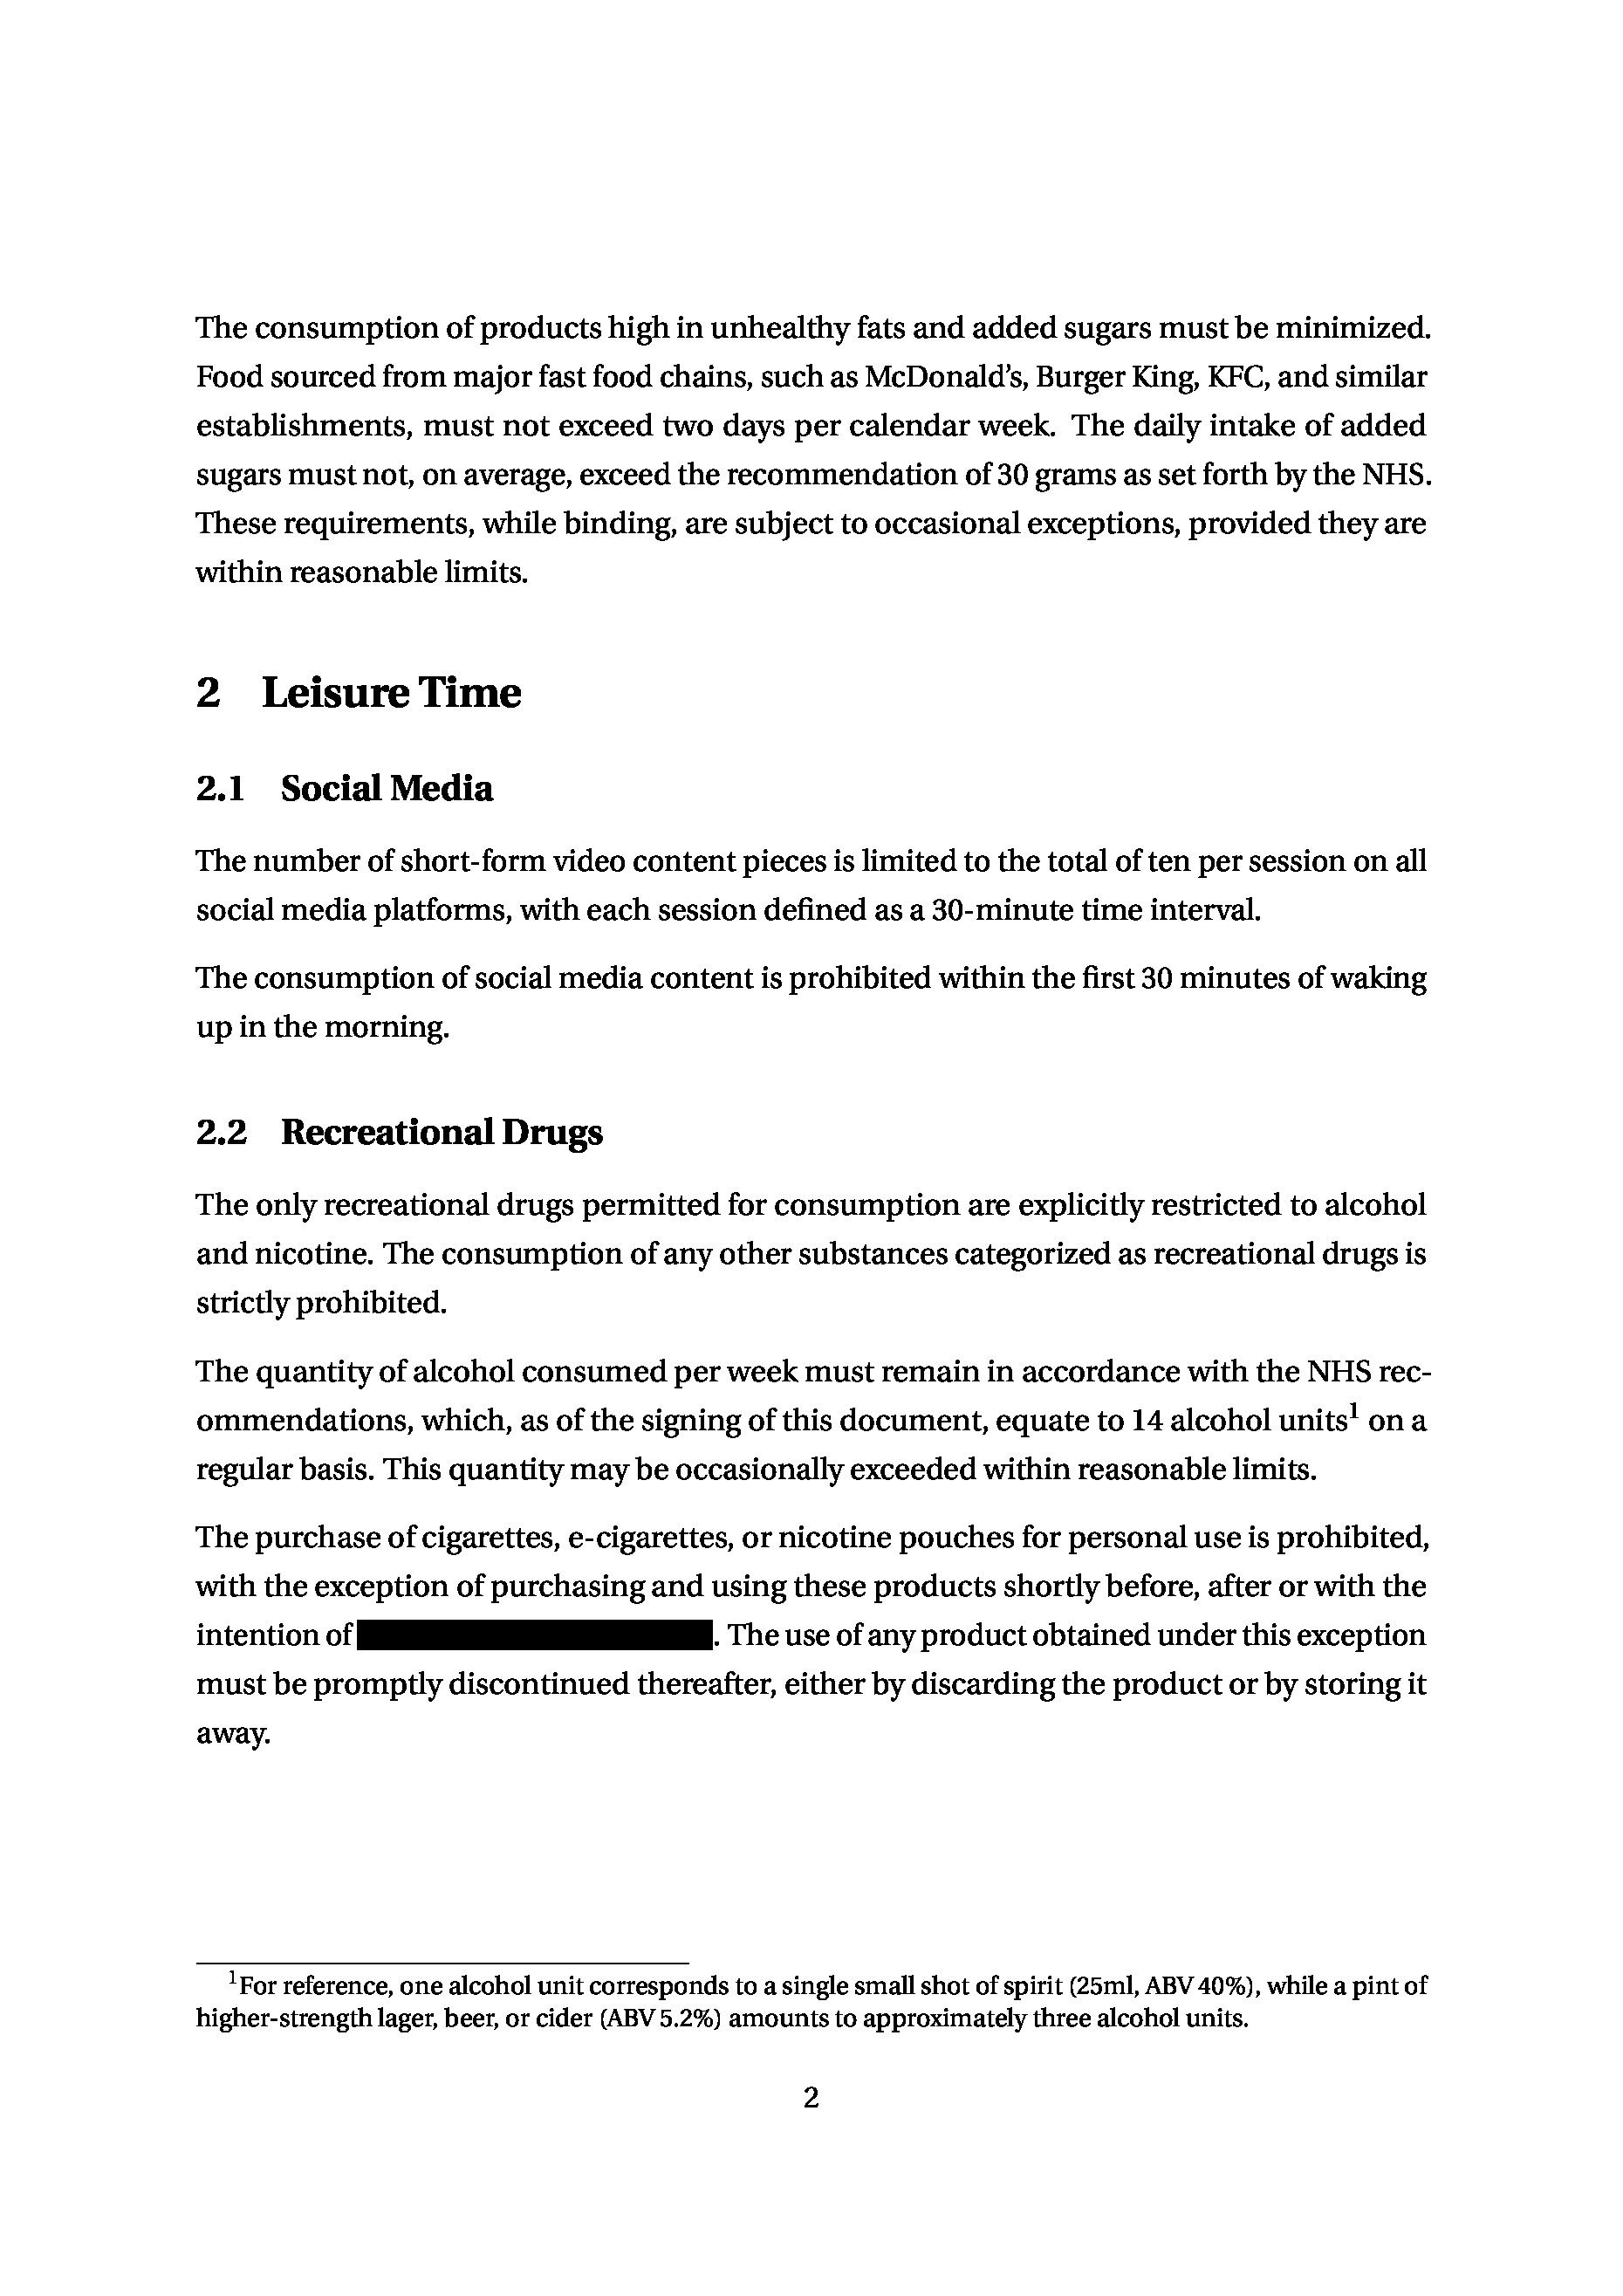 The consumption of products high in unhealthy fats and added sugars must be minimized.
Food sourced from major fast food chains, such as McDonald’s, Burger King, KFC, and similar
establishments, must not exceed two days per calendar week. The daily intake of added
sugars must not, on average, exceed the recommendation of 30 grams as set forth by the NHS.
These requirements, while binding, are subject to occasional exceptions, provided they are
within reasonable limits.
2 Leisure Time
2.1 Social Media
The number of short-form video content pieces is limited to the total of ten per session on all
social media platforms, with each session defined as a 30-minute time interval.
The consumption of social media content is prohibited within the first 30 minutes of waking
up in the morning.
2.2 Recreational Drugs
The only recreational drugs permitted for consumption are explicitly restricted to alcohol
and nicotine. The consumption of any other substances categorized as recreational drugs is
strictly prohibited.
The quantity of alcohol consumed per week must remain in accordance with the NHS rec-
ommendations, which, as of the signing of this document, equate to 14 alcohol units¹ on a
regular basis. This quantity may be occasionally exceeded within reasonable limits.
The purchase of cigarettes, e-cigarettes, or nicotine pouches for personal use is prohibited,
with the exception of purchasing and using these products shortly before, after or with the
intention of . The use of any product obtained under this exception
must be promptly discontinued thereafter, either by discarding the product or by storing it
away.
¹For reference, one alcohol unit corresponds to a single small shot of spirit (25ml, ABV 40%), while a pint of
higher-strength lager, beer, or cider (ABV 5.2%) amounts to approximately three alcohol units.
2